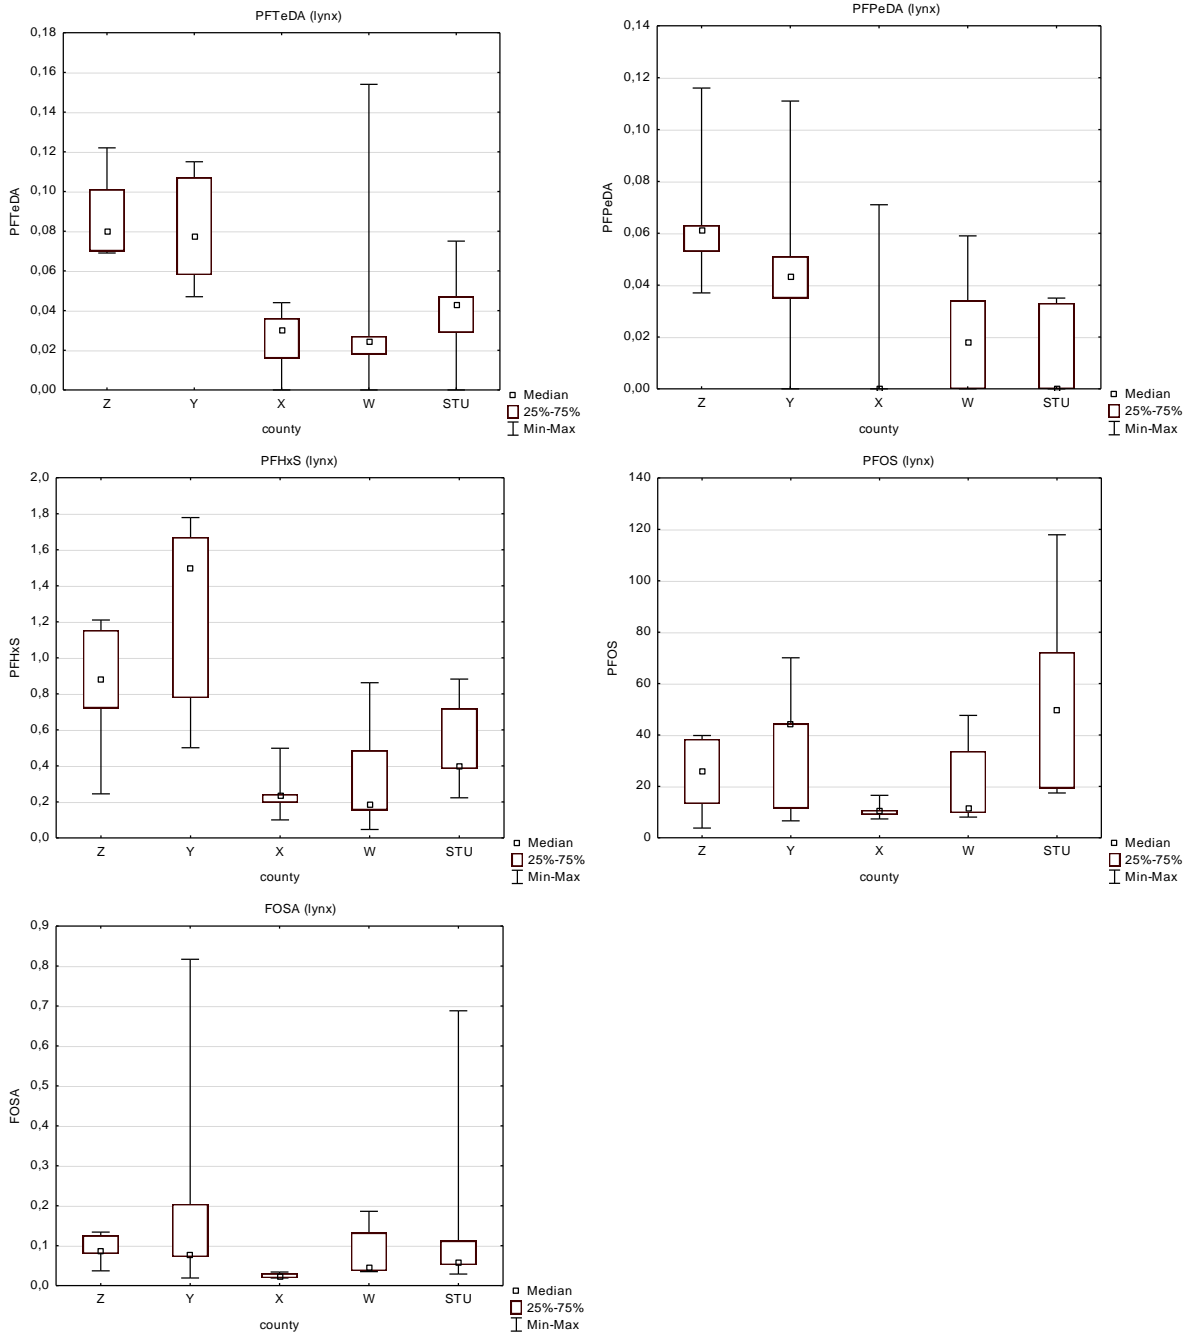 PFTeDA (lynx)
0,18
0,16
0,14
0,12
0,10
0,08
0,06
0,04
0,02
0,00
PFTeDA
Z Y X W STU
county
Median
25%-75%
Min-Max
PFPeDA (lynx)
0,14
0,12
0,10
0,08
0,06
0,04
0,02
0,00
PFPeDA
Z Y X W STU
county
Median
25%-75%
Min-Max
PFHxS (lynx)
2,0
1,8
1,6
1,4
1,2
1,0
0,8
0,6
0,4
0,2
0,0
PFHxS
Z Y X W STU
county
Median
25%-75%
Min-Max
PFOS (lynx)
140
120
100
80
60
40
20
0
PFOS
Z Y X W STU
county
Median
25%-75%
Min-Max
FOSA (lynx)
0,9
0,8
0,7
0,6
0,5
0,4
0,3
0,2
0,1
0,0
FOSA
Z Y X W STU
county
Median
25%-75%
Min-Max